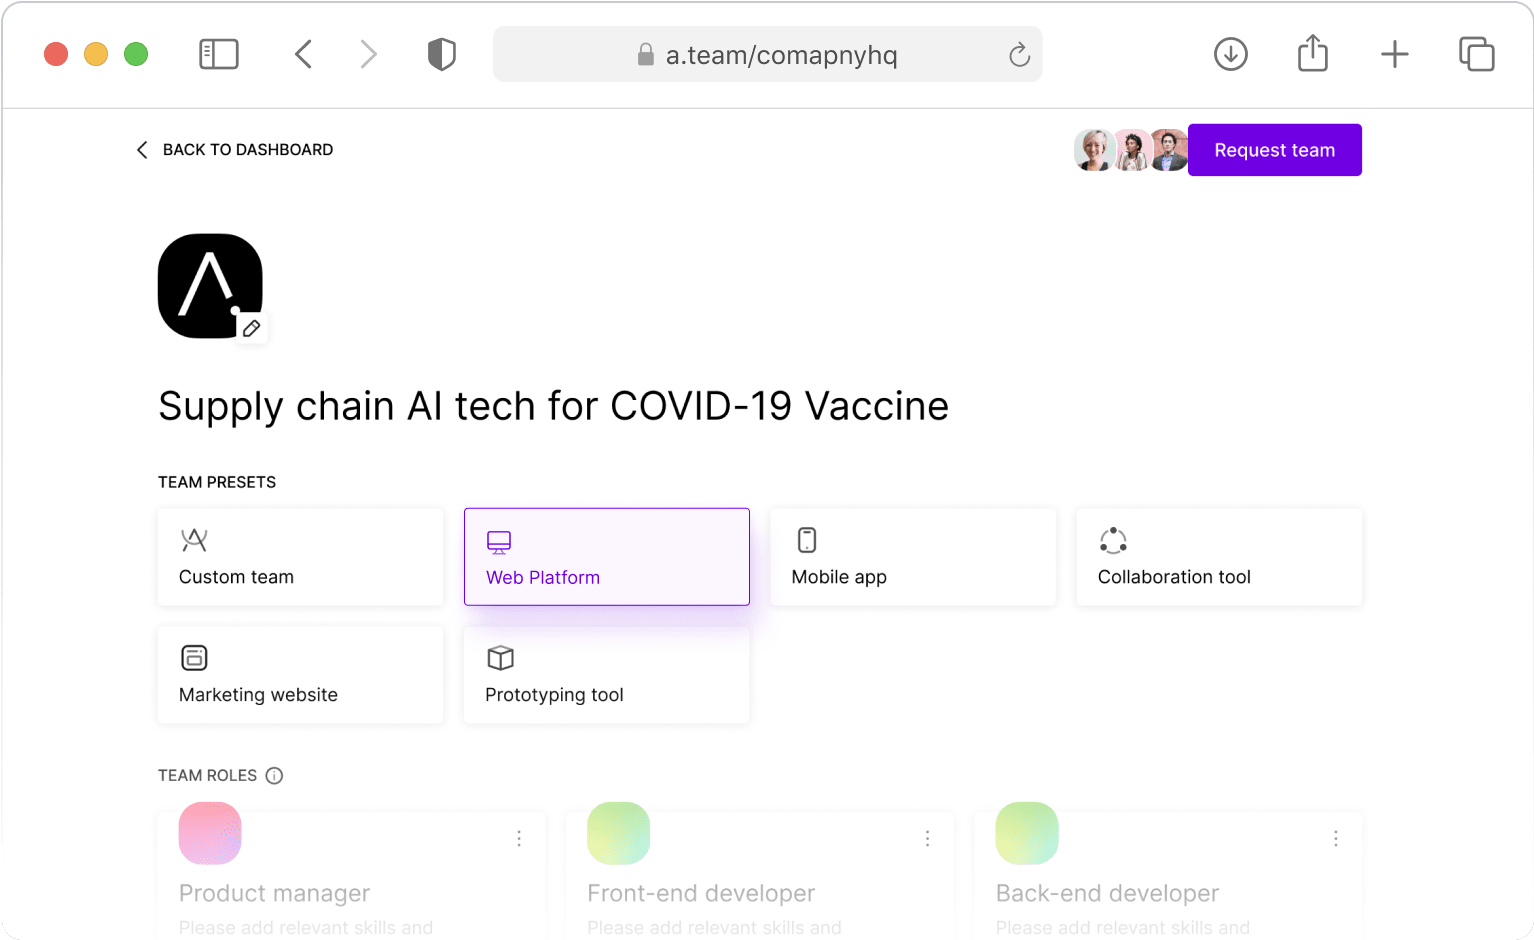 a.team/comapnyhq
BACK TO DASHBOARD
Request team
Supply chain AI tech for COVID-19 Vaccine
TEAM PRESETS
Custom team
Web Platform
Mobile app
Collaboration tool
Marketing website
Prototyping tool
TEAM ROLES
Product manager
Front-end developer
Back-end developer
Please add relevant skills and
Please add relevant skills and
Please add relevant skills and